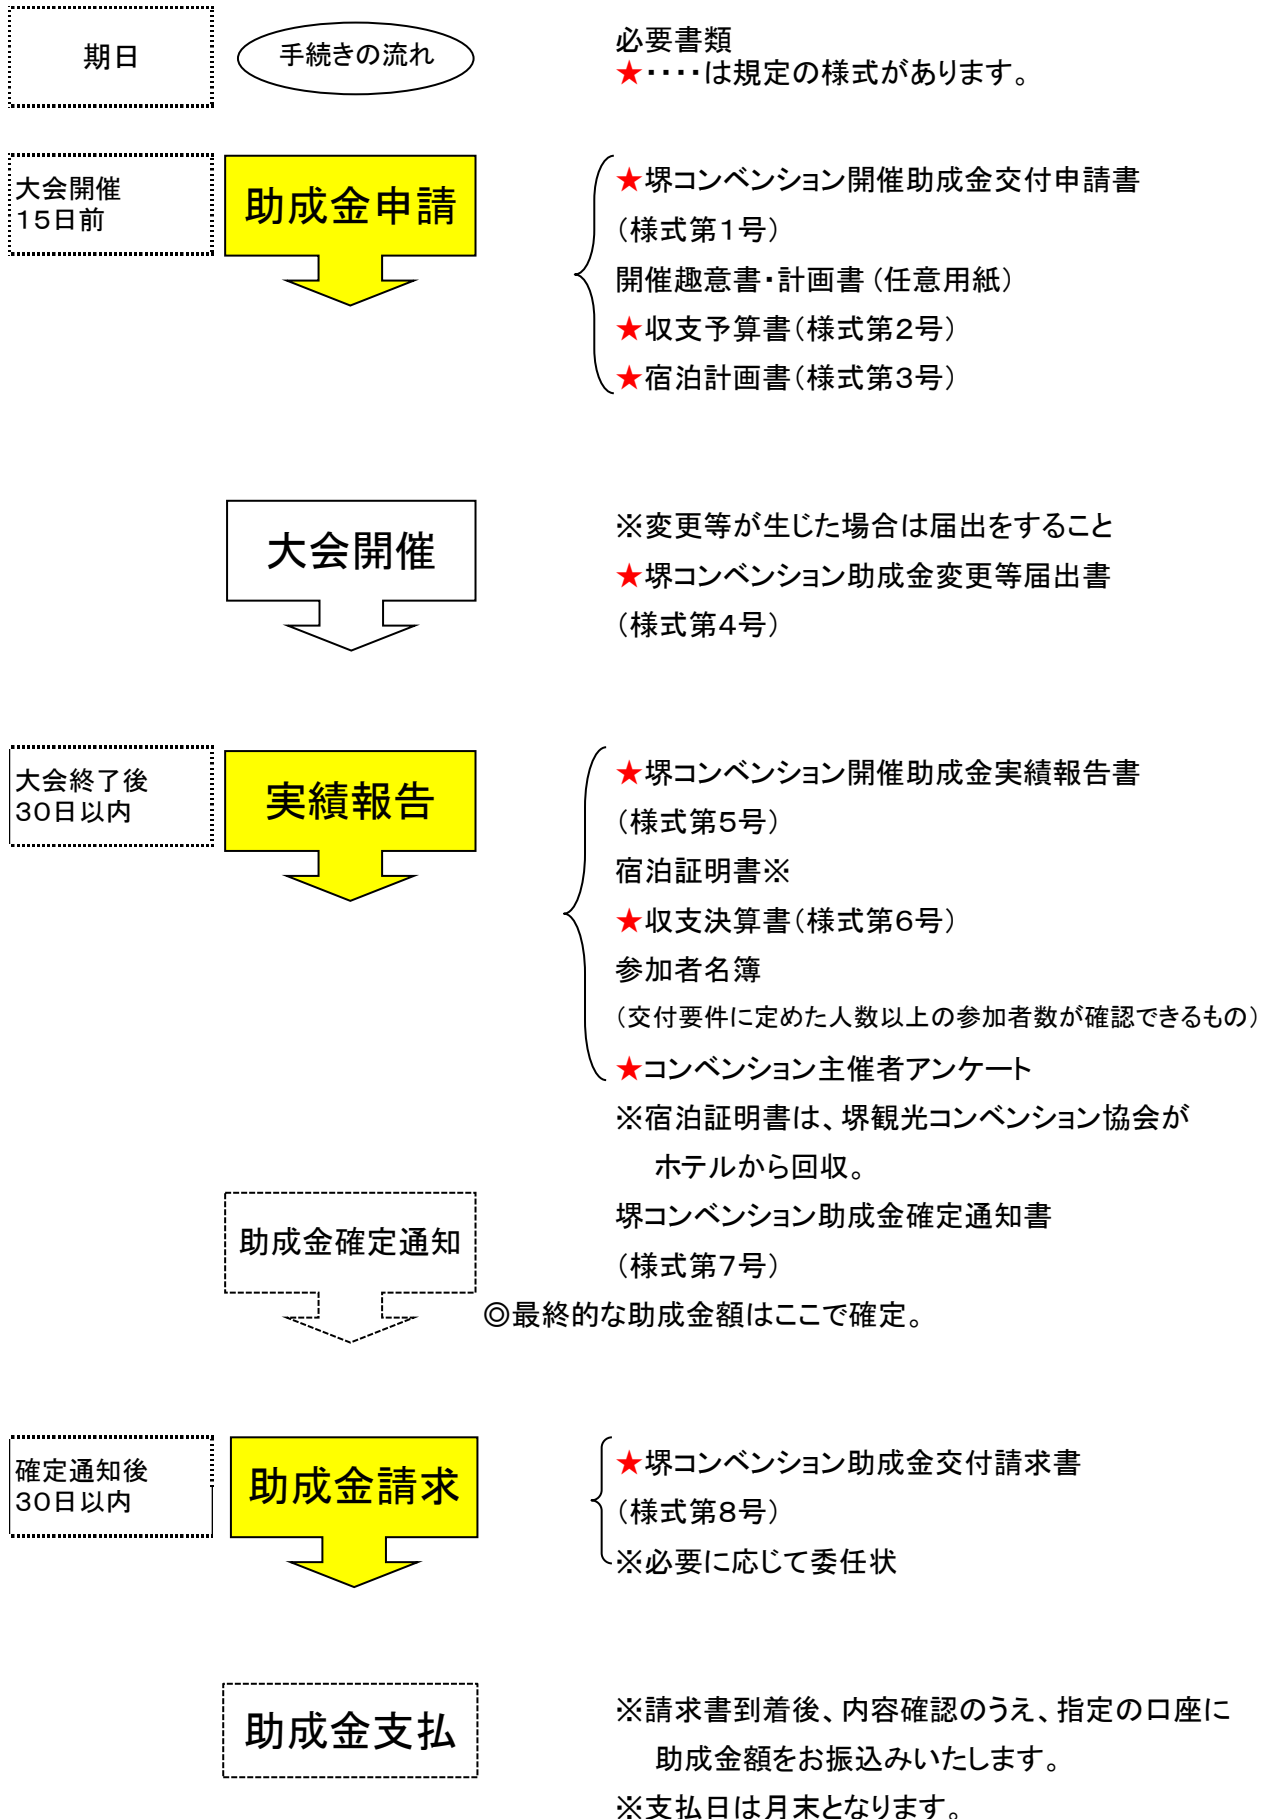 期日
手続きの流れ
必要書類
★・・・・は規定の様式があります。
大会開催
15日前
助成金申請
★堺コンベンション開催助成金交付申請書
（様式第1号）
開催趣意書・計画書（任意用紙）
★収支予算書（様式第2号）
★宿泊計画書（様式第3号）
大会開催
※変更等が生じた場合は届出をすること
★堺コンベンション助成金変更等届出書
（様式第4号）
大会終了後
30日以内
実績報告
★堺コンベンション開催助成金実績報告書
（様式第5号）
宿泊証明書※
★収支決算書（様式第6号）
参加者名簿
（交付要件に定めた人数以上の参加者数が確認できるもの）
★コンベンション主催者アンケート
※宿泊証明書は、堺観光コンベンション協会が
ホテルから回収。
助成金確定通知
堺コンベンション助成金確定通知書
（様式第7号）
◎最終的な助成金額はここで確定。
確定通知後
30日以内
助成金請求
★堺コンベンション助成金交付請求書
（様式第8号）
※必要に応じて委任状
助成金支払
※請求書到着後、内容確認のうえ、指定の口座に
助成金額をお振込みいたします。
※支払日は月末となります。